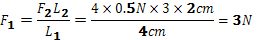 F₁ = F₂L₂ / L₁ = 4 × 0.5N × 3 × 2cm / 4cm = 3N